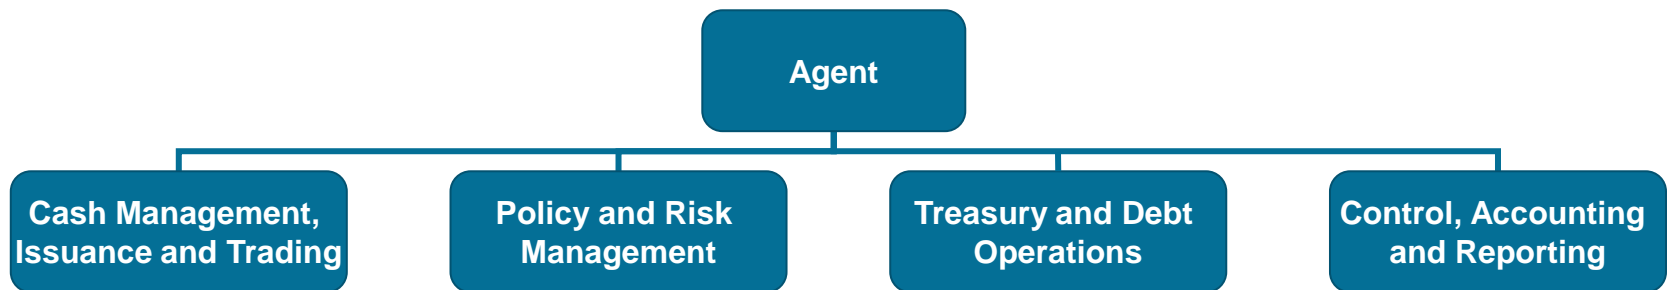 Agent
Cash Management,
Issuance and Trading
Policy and Risk
Management
Treasury and Debt
Operations
Control, Accounting
and Reporting